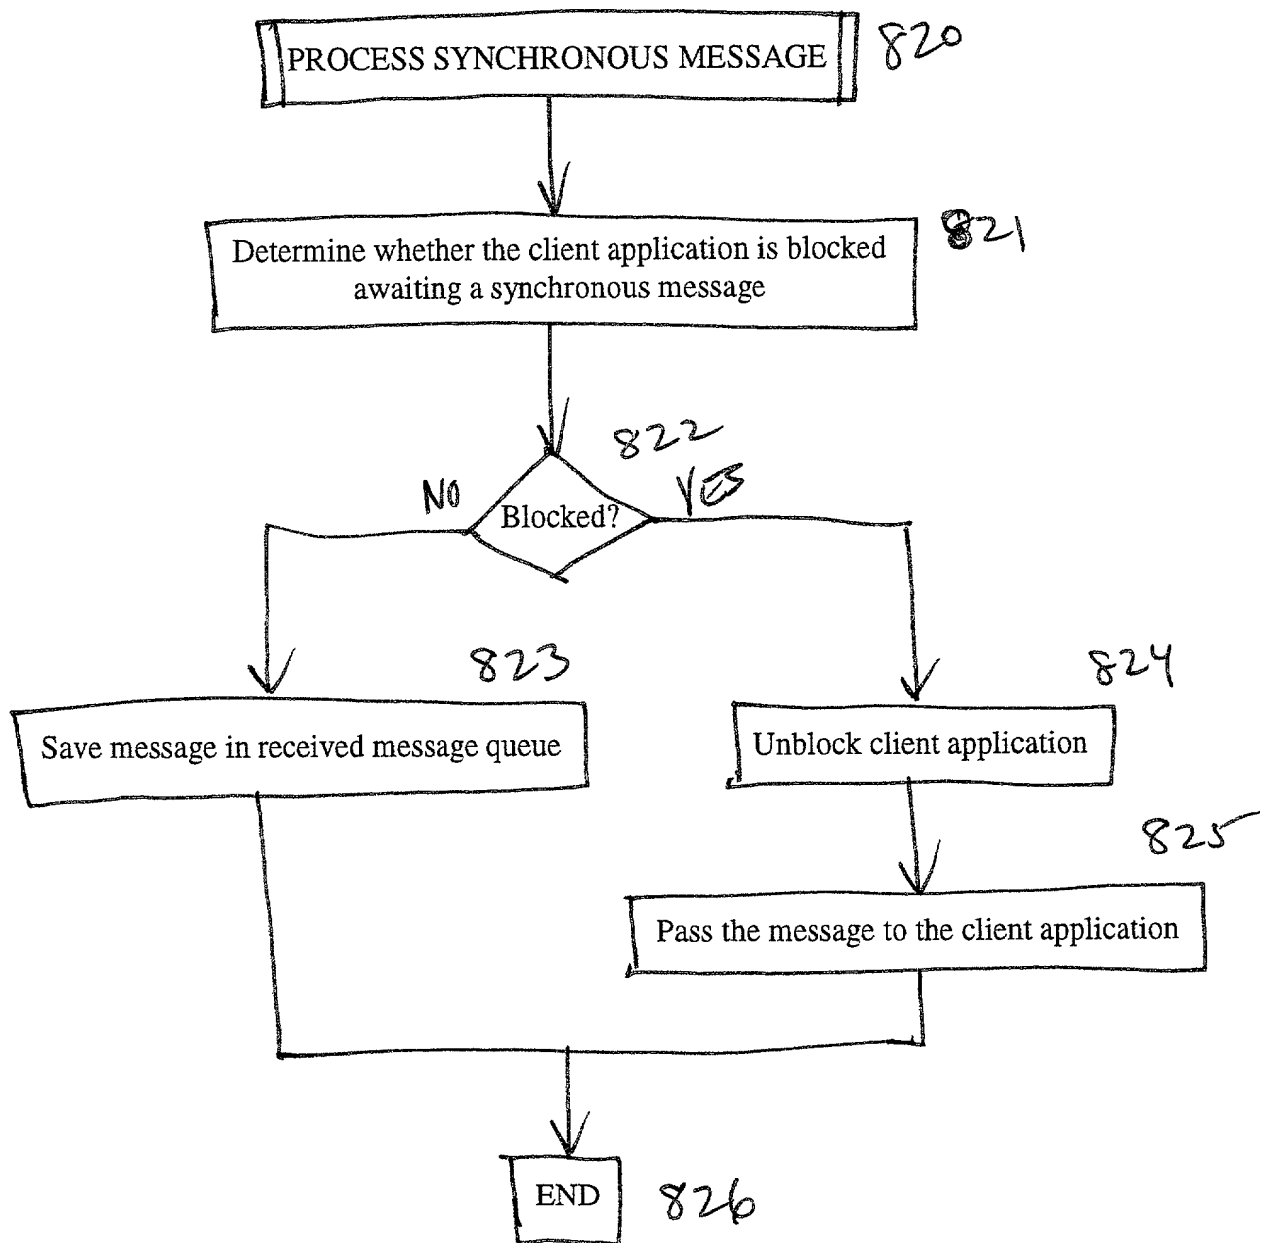 PROCESS SYNCHRONOUS MESSAGE 820
821
Determine whether the client application is blocked
awaiting a synchronous message
822
NO YES
Blocked?
823
824
Save message in received message queue
Unblock client application
825
Pass the message to the client application
END 826